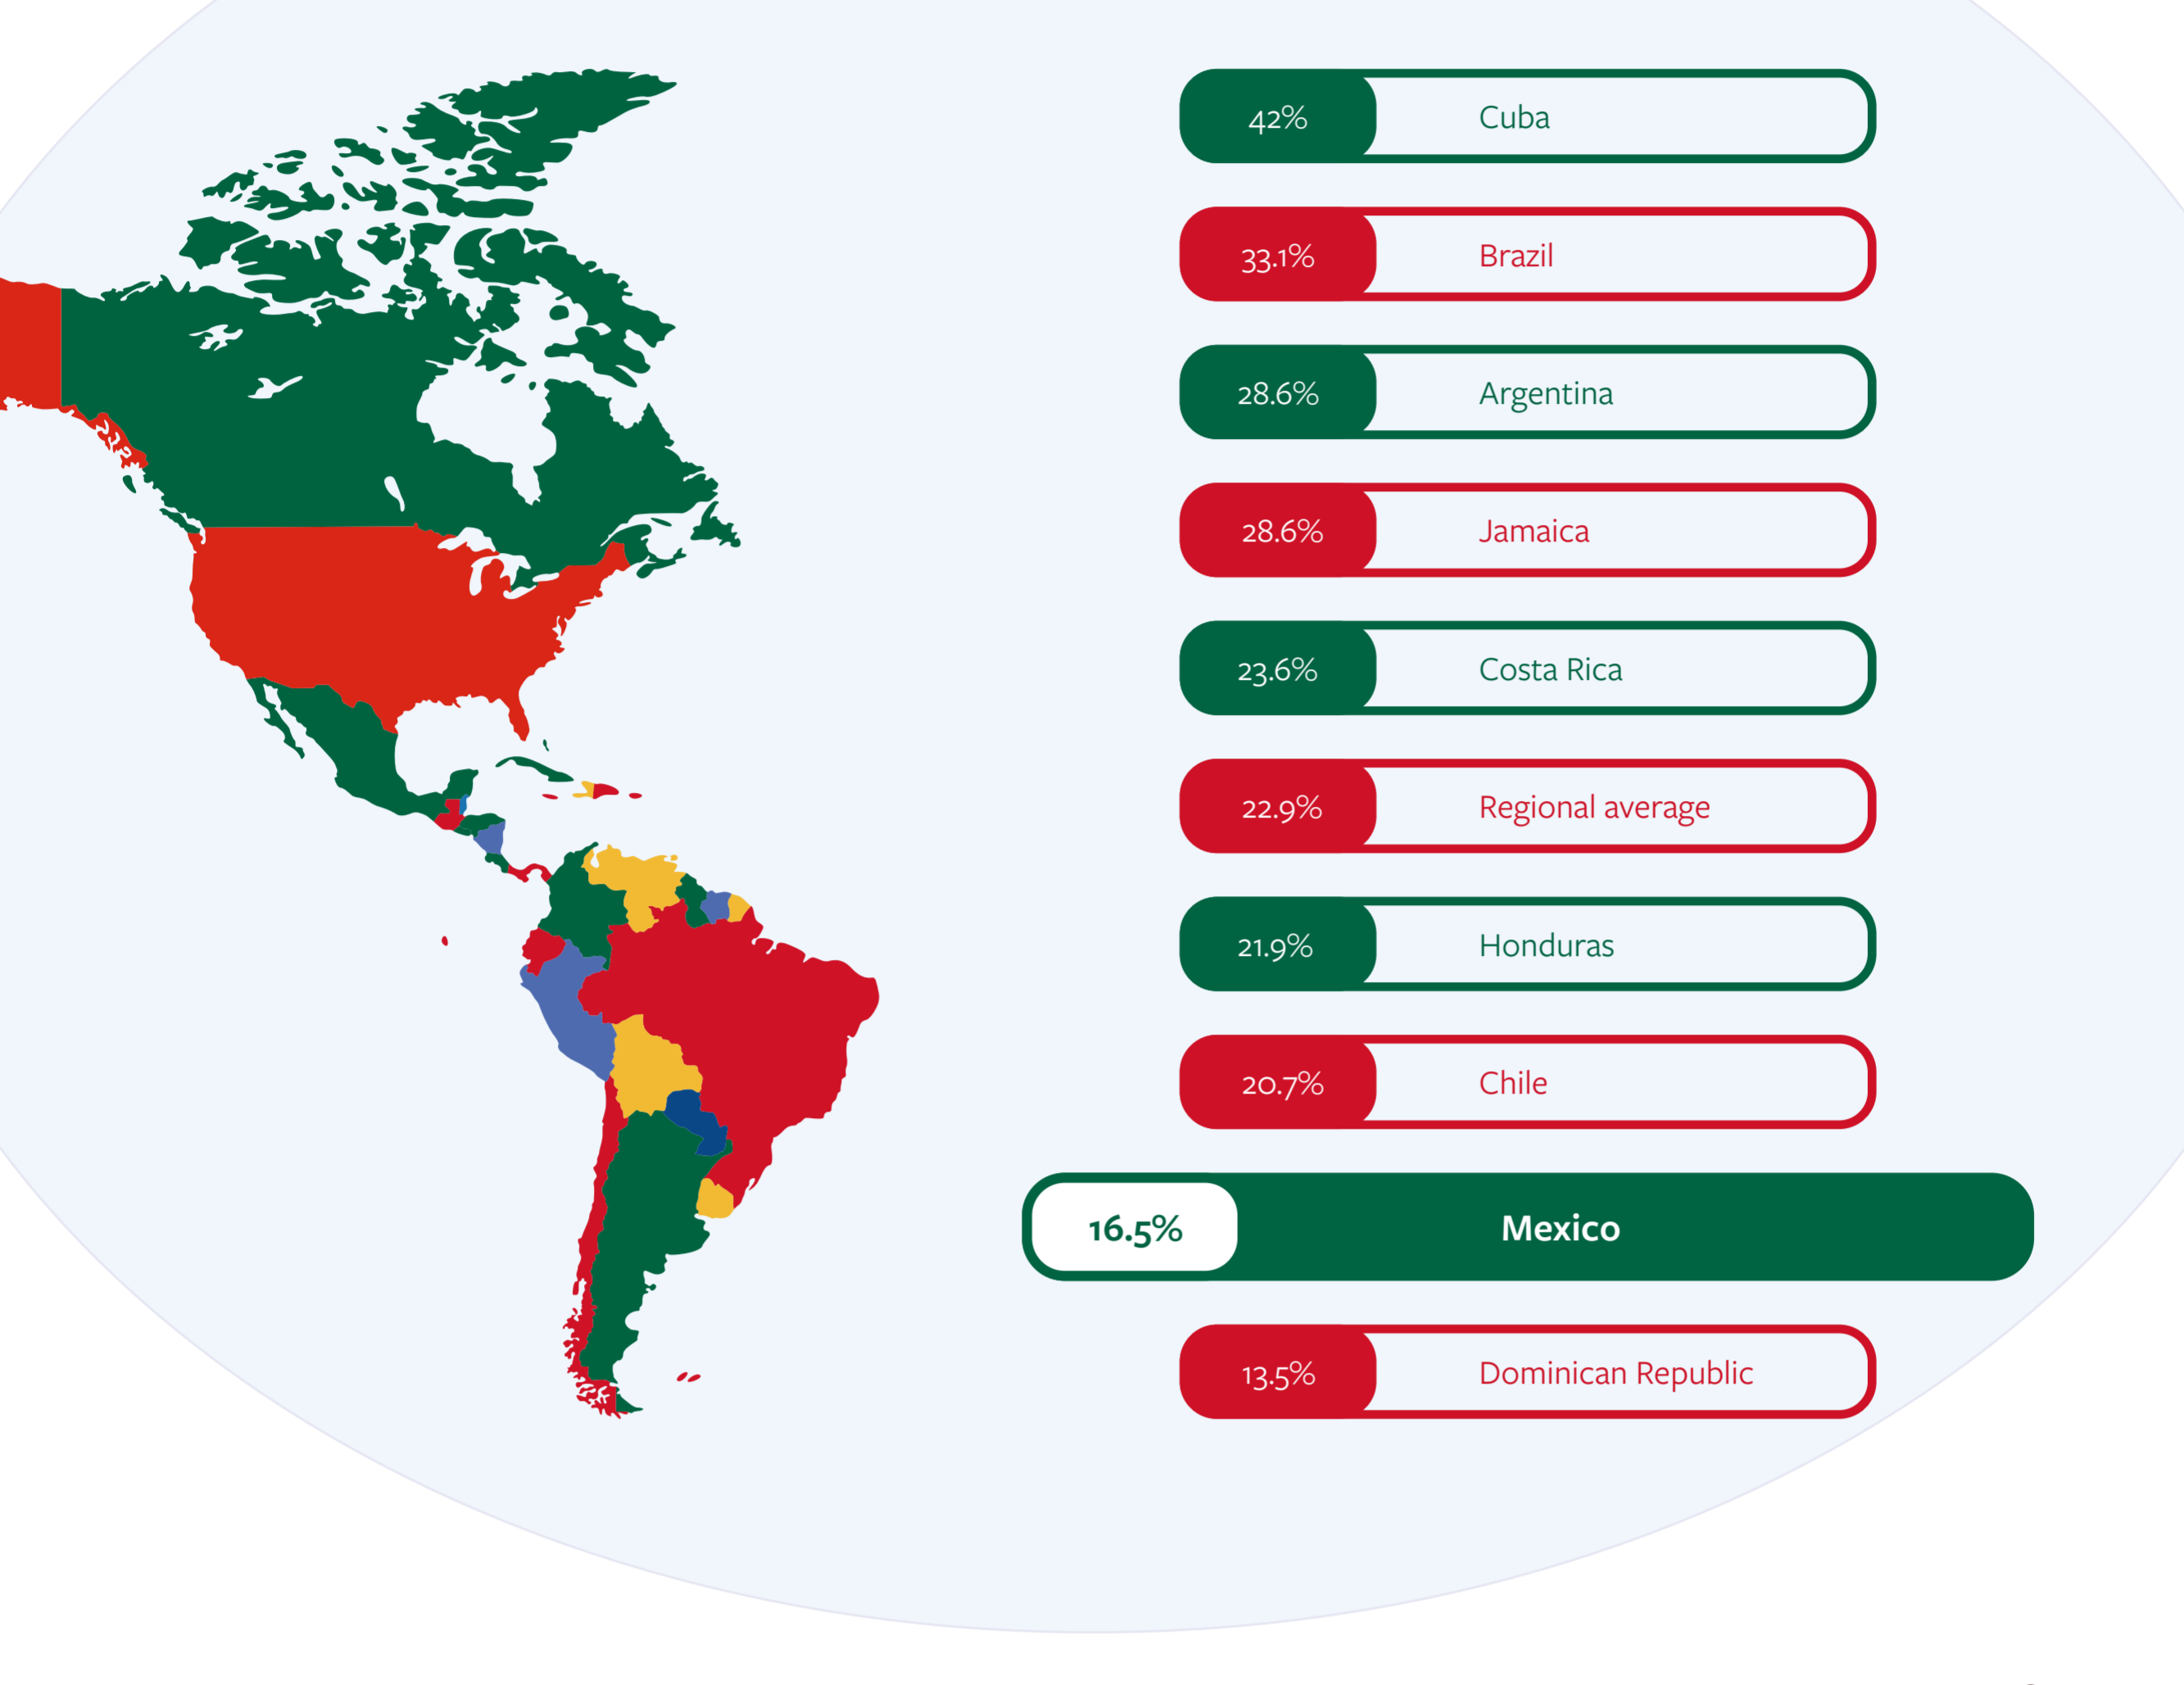 42% Cuba
33.1% Brazil
28.6% Argentina
28.6% Jamaica
23.6% Costa Rica
22.9% Regional average
21.9% Honduras
20.7% Chile
16.5% Mexico
13.5% Dominican Republic